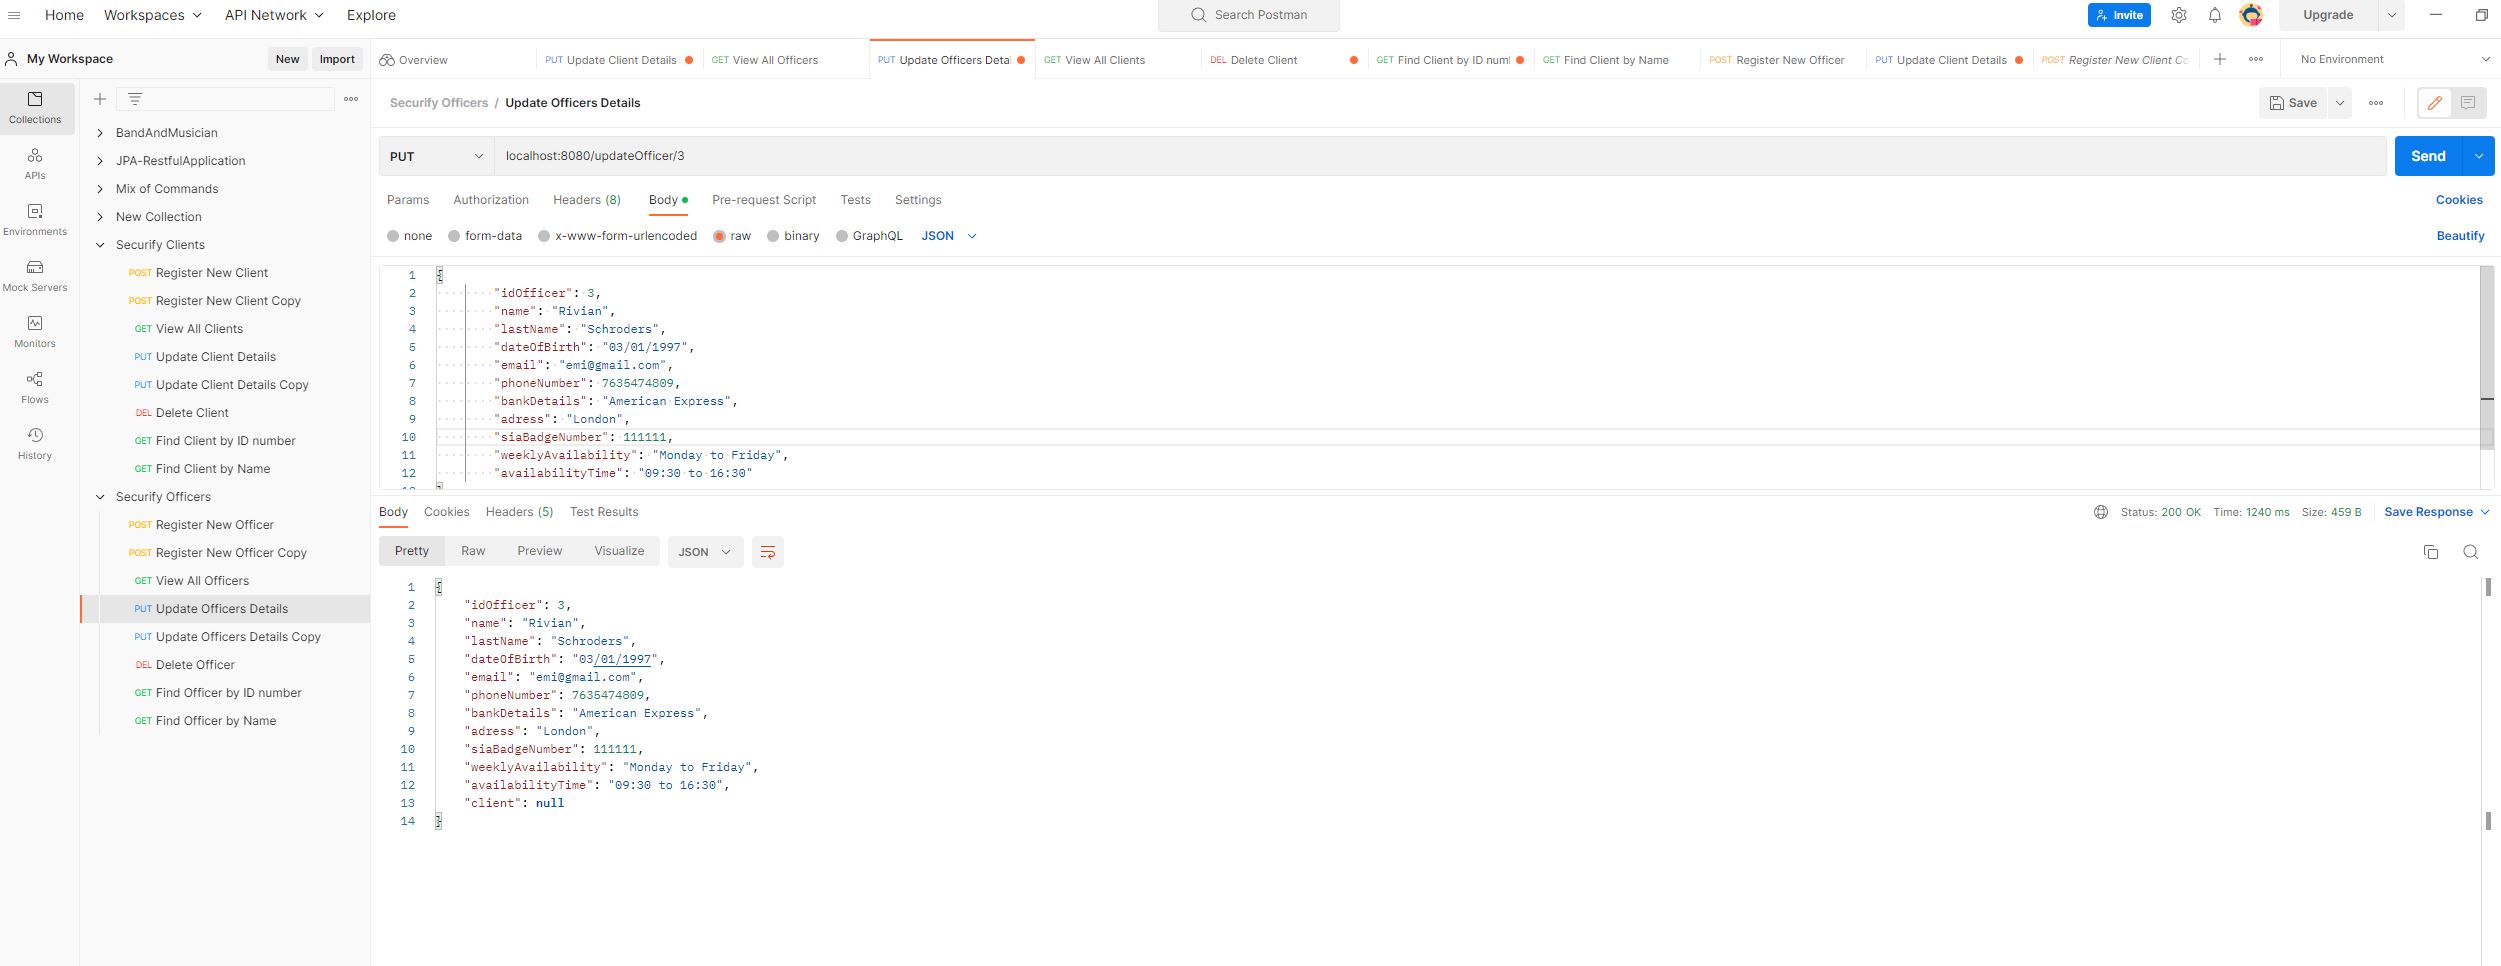 Home Workspaces API Network Explore Search Postman Invite Upgrade
My Workspace New Import Overview PUT Update Client Details GET View All Officers PUT Update Officers Detai GET View All Clients DEL Delete Client GET Find Client by ID num GET Find Client by Name POST Register New Officer PUT Update Client Details POST Register New Client Co No Environment
Collections
APIs
Environments
Mock Servers
Monitors
Flows
History
BandAndMusician
JPA-RestfulApplication
Mix of Commands
New Collection
Securify Clients
POST Register New Client
POST Register New Client Copy
GET View All Clients
PUT Update Client Details
PUT Update Client Details Copy
DEL Delete Client
GET Find Client by ID number
GET Find Client by Name
Securify Officers
POST Register New Officer
POST Register New Officer Copy
GET View All Officers
PUT Update Officers Details
PUT Update Officers Details Copy
DEL Delete Officer
GET Find Officer by ID number
GET Find Officer by Name
Securify Officers / Update Officers Details Save
PUT localhost:8080/updateOfficer/3 Send
Params Authorization Headers (8) Body Pre-request Script Tests Settings Cookies
none form-data x-www-form-urlencoded raw binary GraphQL JSON Beautify
1 {
2 "idOfficer": 3,
3 "name": "Rivian",
4 "lastName": "Schroders",
5 "dateOfBirth": "03/01/1997",
6 "email": "emi@gmail.com",
7 "phoneNumber": 7635474809,
8 "bankDetails": "American Express",
9 "adress": "London",
10 "siaBadgeNumber": 111111,
11 "weeklyAvailability": "Monday to Friday",
12 "availabilityTime": "09:30 to 16:30"
Body Cookies Headers (5) Test Results Status: 200 OK Time: 1240 ms Size: 459 B Save Response
Pretty Raw Preview Visualize JSON
1 {
2 "idOfficer": 3,
3 "name": "Rivian",
4 "lastName": "Schroders",
5 "dateOfBirth": "03/01/1997",
6 "email": "emi@gmail.com",
7 "phoneNumber": 7635474809,
8 "bankDetails": "American Express",
9 "adress": "London",
10 "siaBadgeNumber": 111111,
11 "weeklyAvailability": "Monday to Friday",
12 "availabilityTime": "09:30 to 16:30",
13 "client": null
14 }